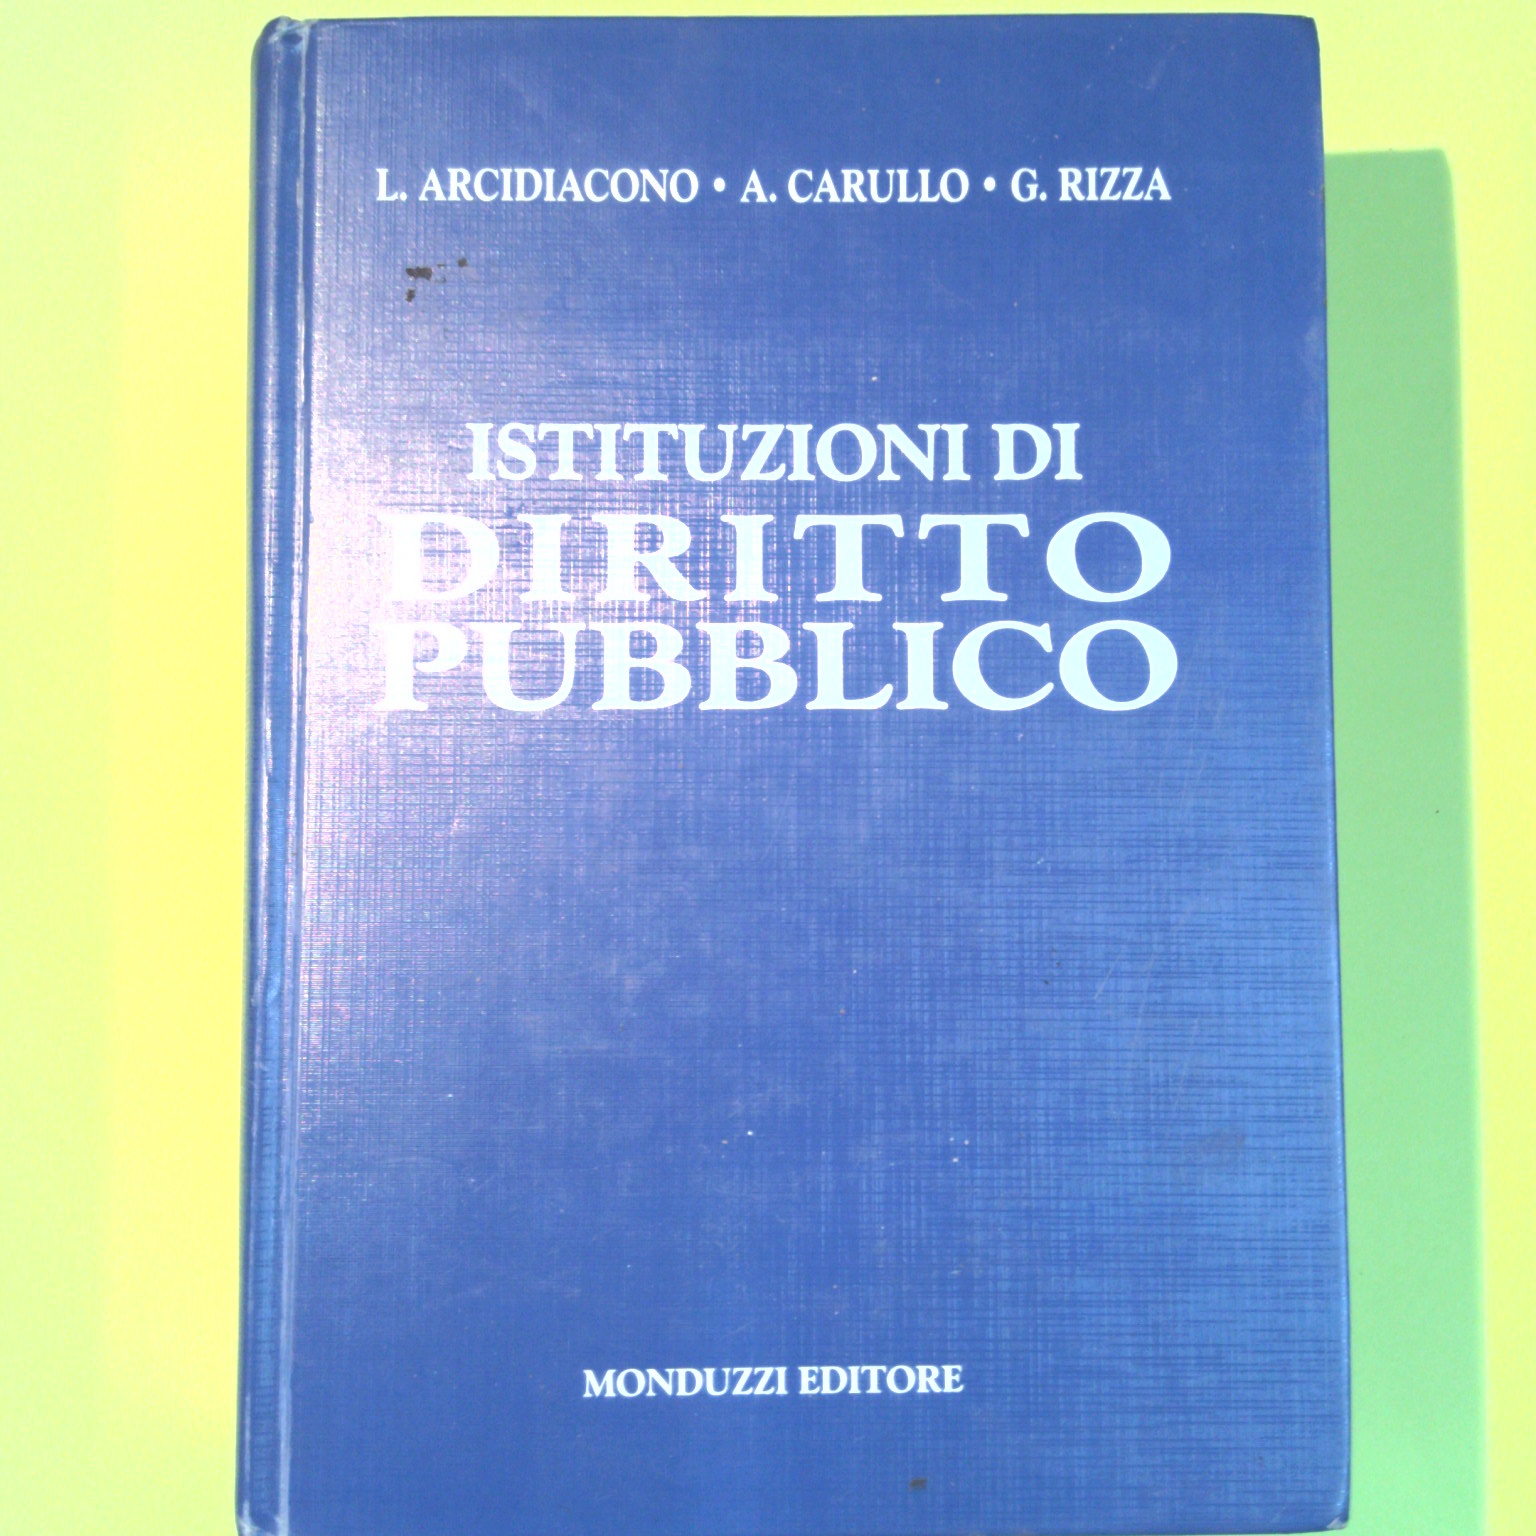 L. ARCIDIACONO • A. CARULLO • G. RIZZA
ISTITUZIONI DI
DIRITTO
PUBBLICO
MONDUZZI EDITORE